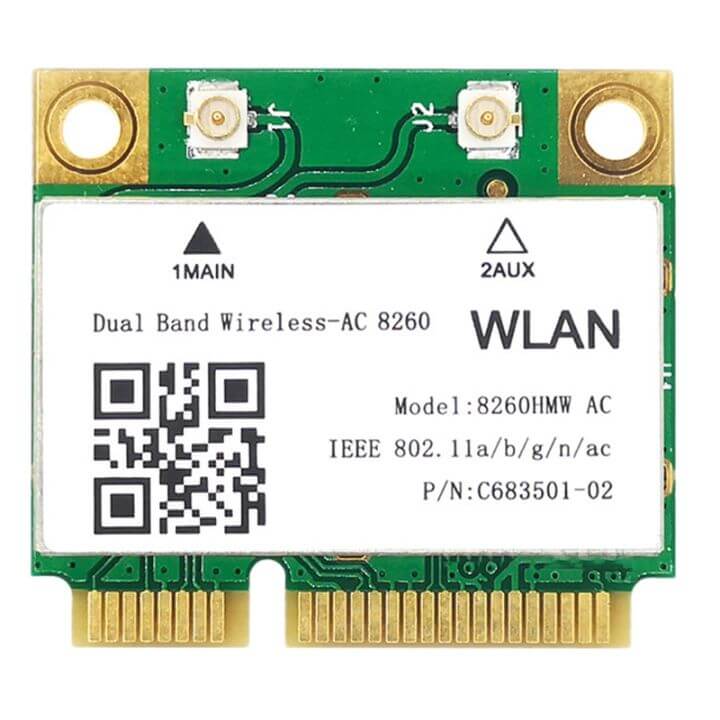 J1
J2
1MAIN
2AUX
Dual Band Wireless-AC 8260
WLAN
Model:8260HMW AC
IEEE 802.11a/b/g/n/ac
P/N:C683501-02